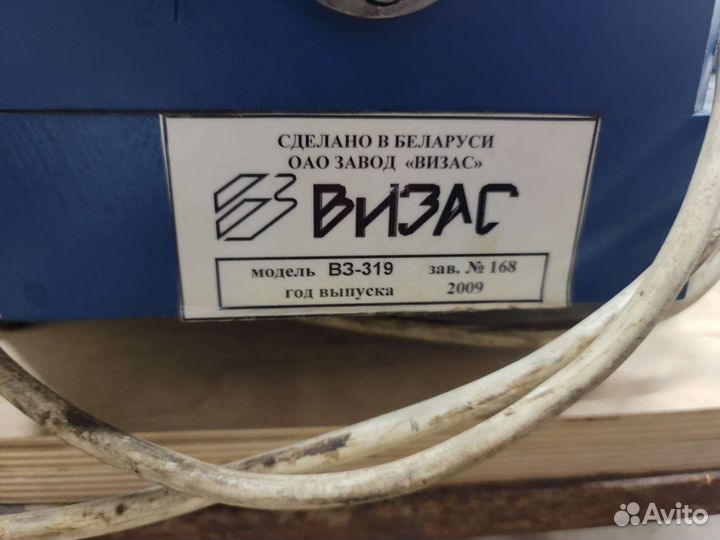 СДЕЛАНО В БЕЛАРУСИ
ОАО ЗАВОД «ВИЗАС»
ВИЗАС
модель ВЗ-319 зав. № 168
год выпуска 2009
Avito